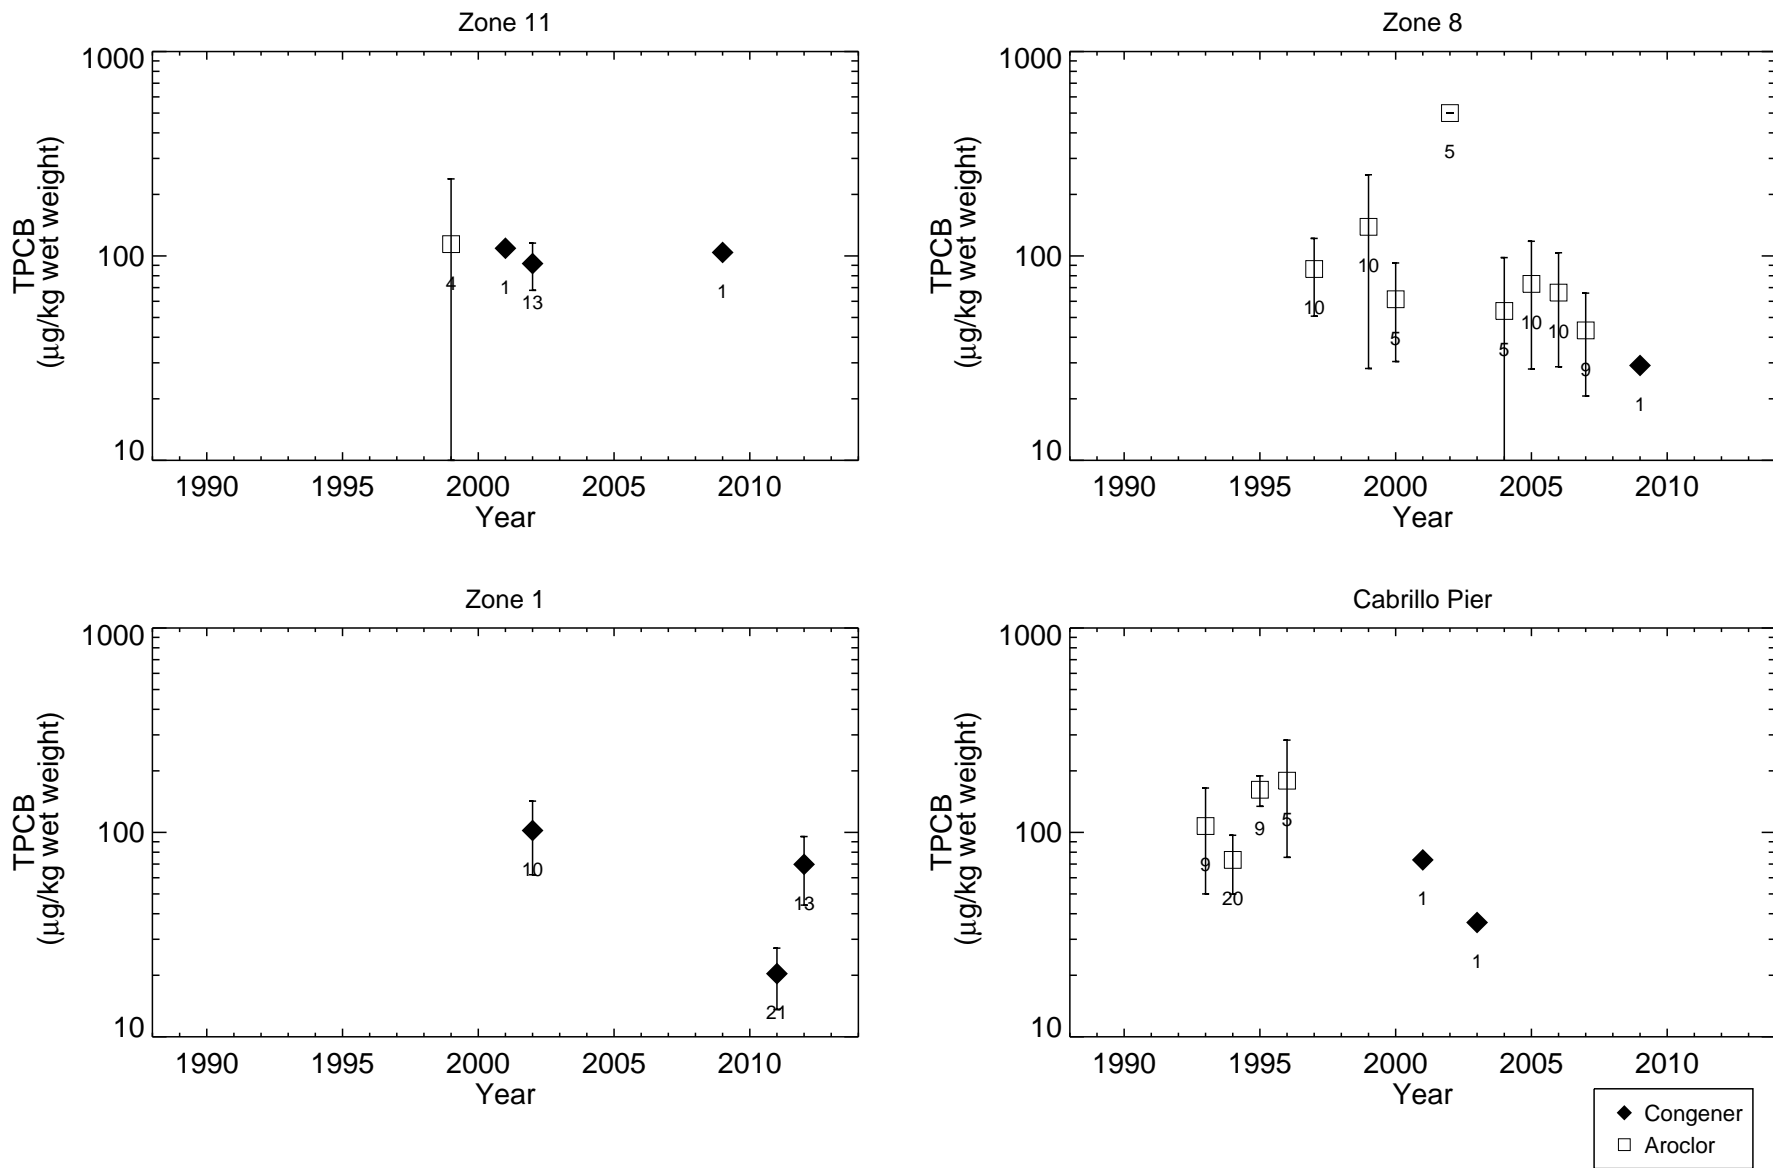 Zone 11
1000
100
10
TPCB
(µg/kg wet weight)
4
1
13
1
1990 1995 2000 2005 2010
Year
Zone 8
1000
100
10
TPCB
(µg/kg wet weight)
10
10
5
5
5
10
10
9
1
1990 1995 2000 2005 2010
Year
Zone 1
1000
100
10
TPCB
(µg/kg wet weight)
10
21
13
1990 1995 2000 2005 2010
Year
Cabrillo Pier
1000
100
10
TPCB
(µg/kg wet weight)
9
20
9
5
1
1
1990 1995 2000 2005 2010
Year
Congener
Aroclor